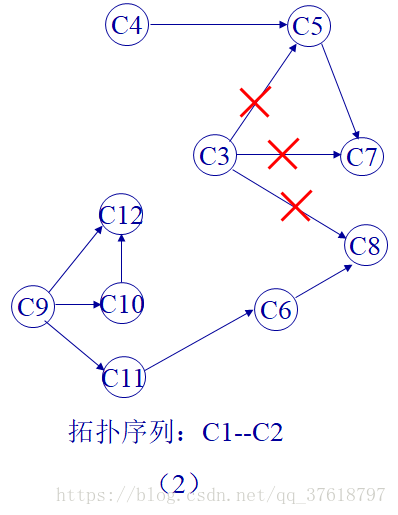 C4 C5
C3 C7
C12
C8
C9 C10 C6
C11
拓扑序列：C1--C2
（2）
https://blog.csdn.net/qq_37618797